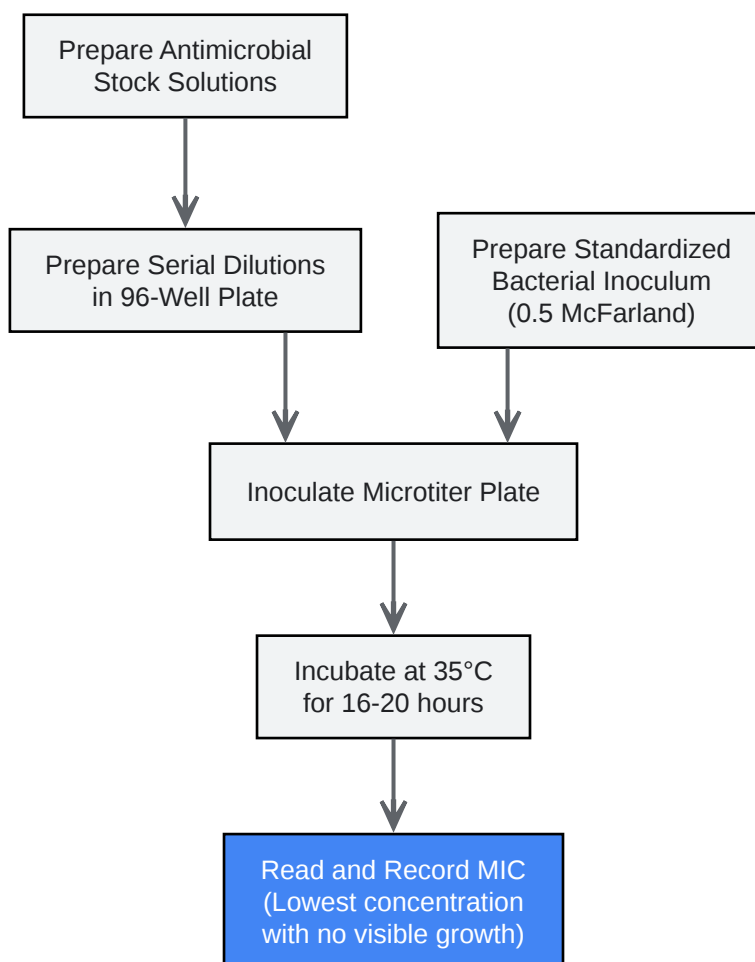 Prepare Antimicrobial
Stock Solutions
Prepare Serial Dilutions
in 96-Well Plate
Prepare Standardized
Bacterial Inoculum
(0.5 McFarland)
Inoculate Microtiter Plate
Incubate at 35°C
for 16-20 hours
Read and Record MIC
(Lowest concentration
with no visible growth)